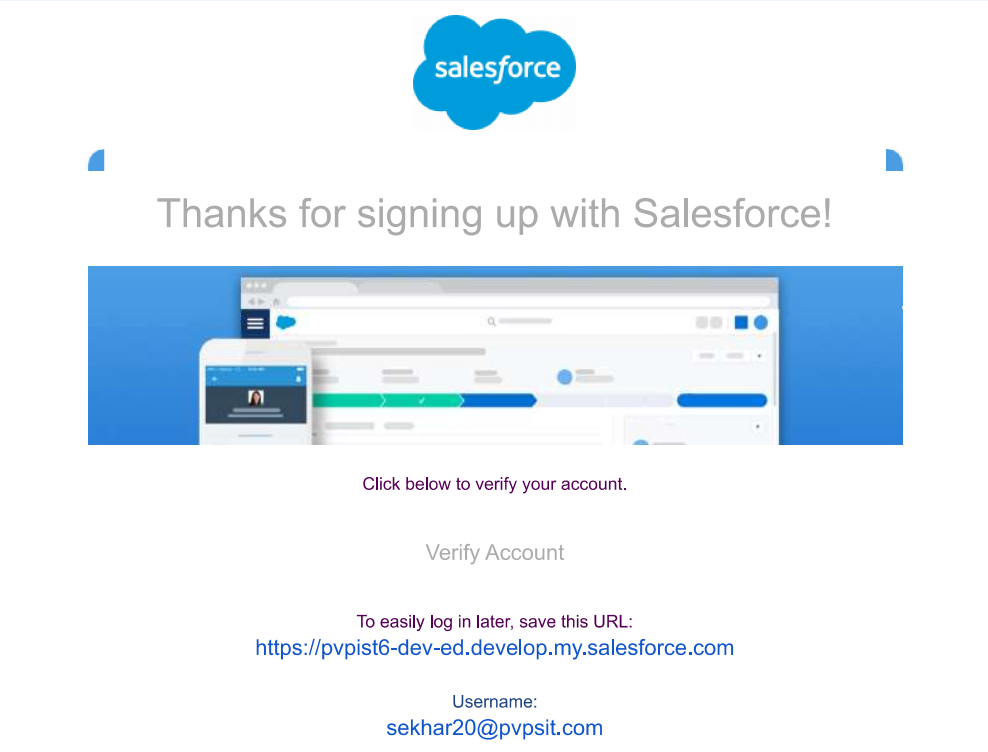 salesforce
Thanks for signing up with Salesforce!
Click below to verify your account.
Verify Account
To easily log in later, save this URL:
https://pvpist6-dev-ed.develop.my.salesforce.com
Username:
sekhar20@pvpsit.com